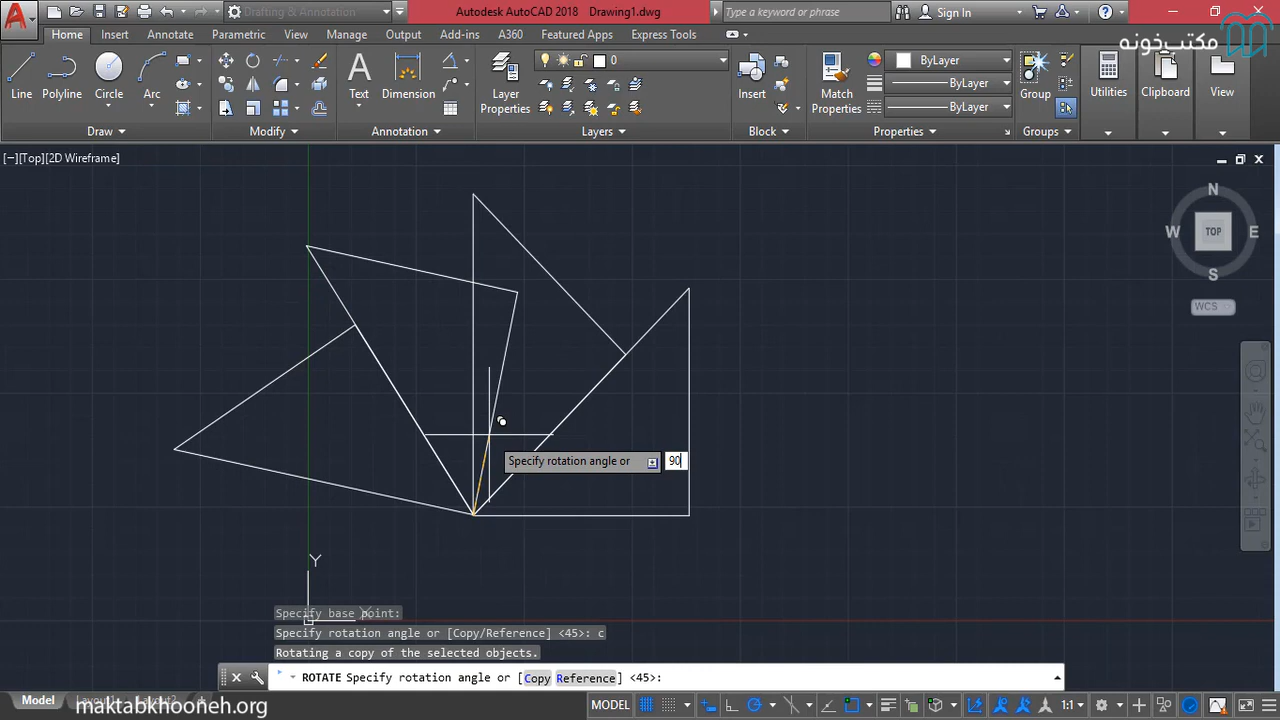 Drafting & Annotation
Autodesk AutoCAD 2018 Drawing1.dwg
Type a keyword or phrase
Sign In
Home Insert Annotate Parametric View Manage Output Add-ins A360 Featured Apps Express Tools
مکتب‌خونه
Line Polyline Circle Arc
Text Dimension
Layer Properties
0
Insert
Match Properties
ByLayer
ByLayer
ByLayer
Group
Utilities
Clipboard
View
Draw Modify Annotation Layers Block Properties Groups
[−][Top][2D Wireframe]
N
W TOP E
S
WCS
Specify rotation angle or 90
Y
Specify base point:
Specify rotation angle or [Copy/Reference] <45>: c
Rotating a copy of the selected objects.
ROTATE Specify rotation angle or [Copy Reference] <45>:
Model
MODEL
1:1
maktabkhooneh.org